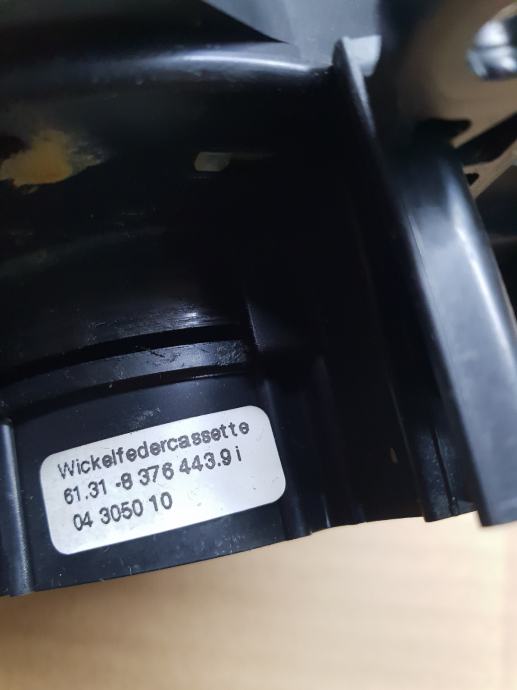 Wickelfedercassette
61.31 -8 376 443.9 i
04 3050 10